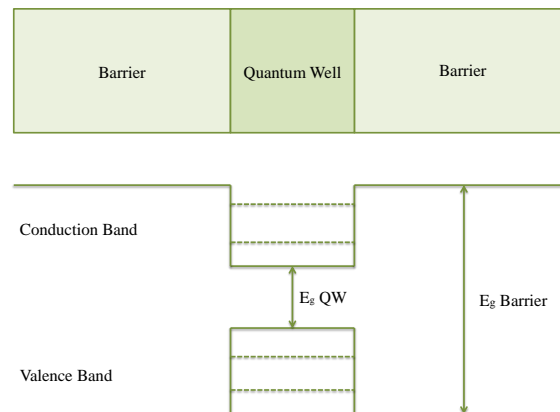 Barrier
Quantum Well
Barrier
Conduction Band
Eg QW
Eg Barrier
Valence Band